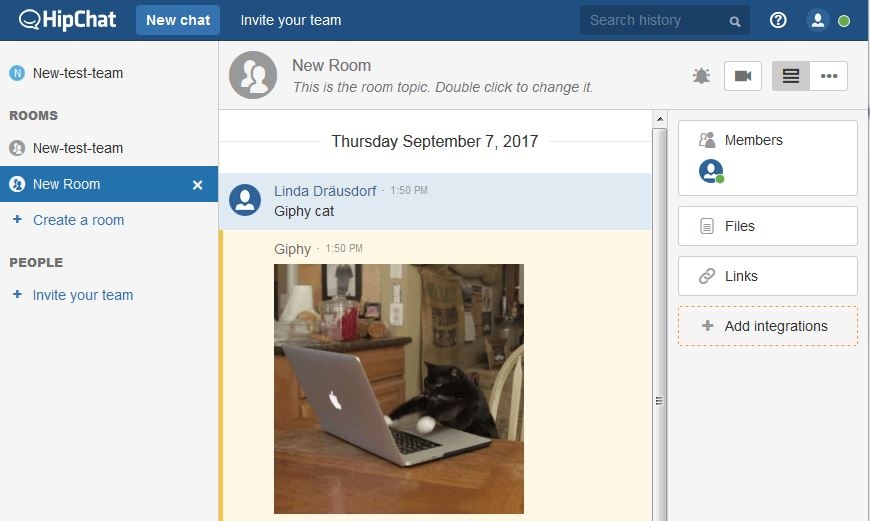 HipChat
New chat
Invite your team
Search history
N
New-test-team
ROOMS
New-test-team
New Room
+ Create a room
PEOPLE
+ Invite your team
New Room
This is the room topic. Double click to change it.
Thursday September 7, 2017
Linda Dräusdorf · 1:50 PM
Giphy cat
Giphy · 1:50 PM
Members
Files
Links
+ Add integrations